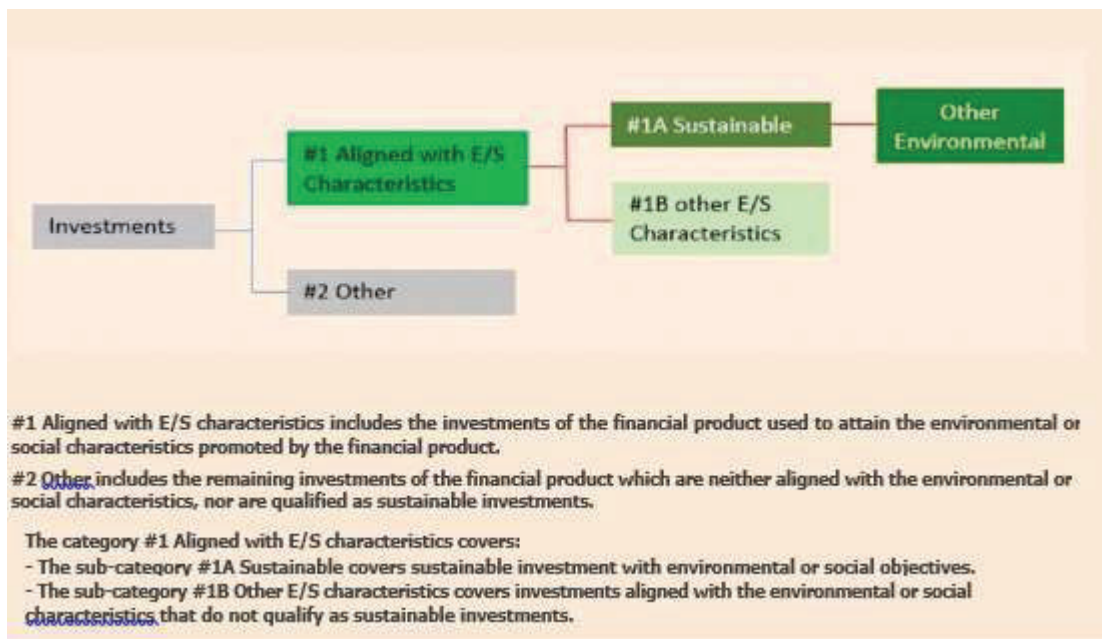 Other
Environmental
#1A Sustainable
#1 Aligned with E/S
Characteristics
#1B other E/S
Characteristics
Investments
#2 Other
#1 Aligned with E/S characteristics includes the investments of the financial product used to attain the environmental or
social characteristics promoted by the financial product.
#2 Other includes the remaining investments of the financial product which are neither aligned with the environmental or
social characteristics, nor are qualified as sustainable investments.
The category #1 Aligned with E/S characteristics covers:
- The sub-category #1A Sustainable covers sustainable investment with environmental or social objectives.
- The sub-category #1B Other E/S characteristics covers investments aligned with the environmental or social
characteristics that do not qualify as sustainable investments.